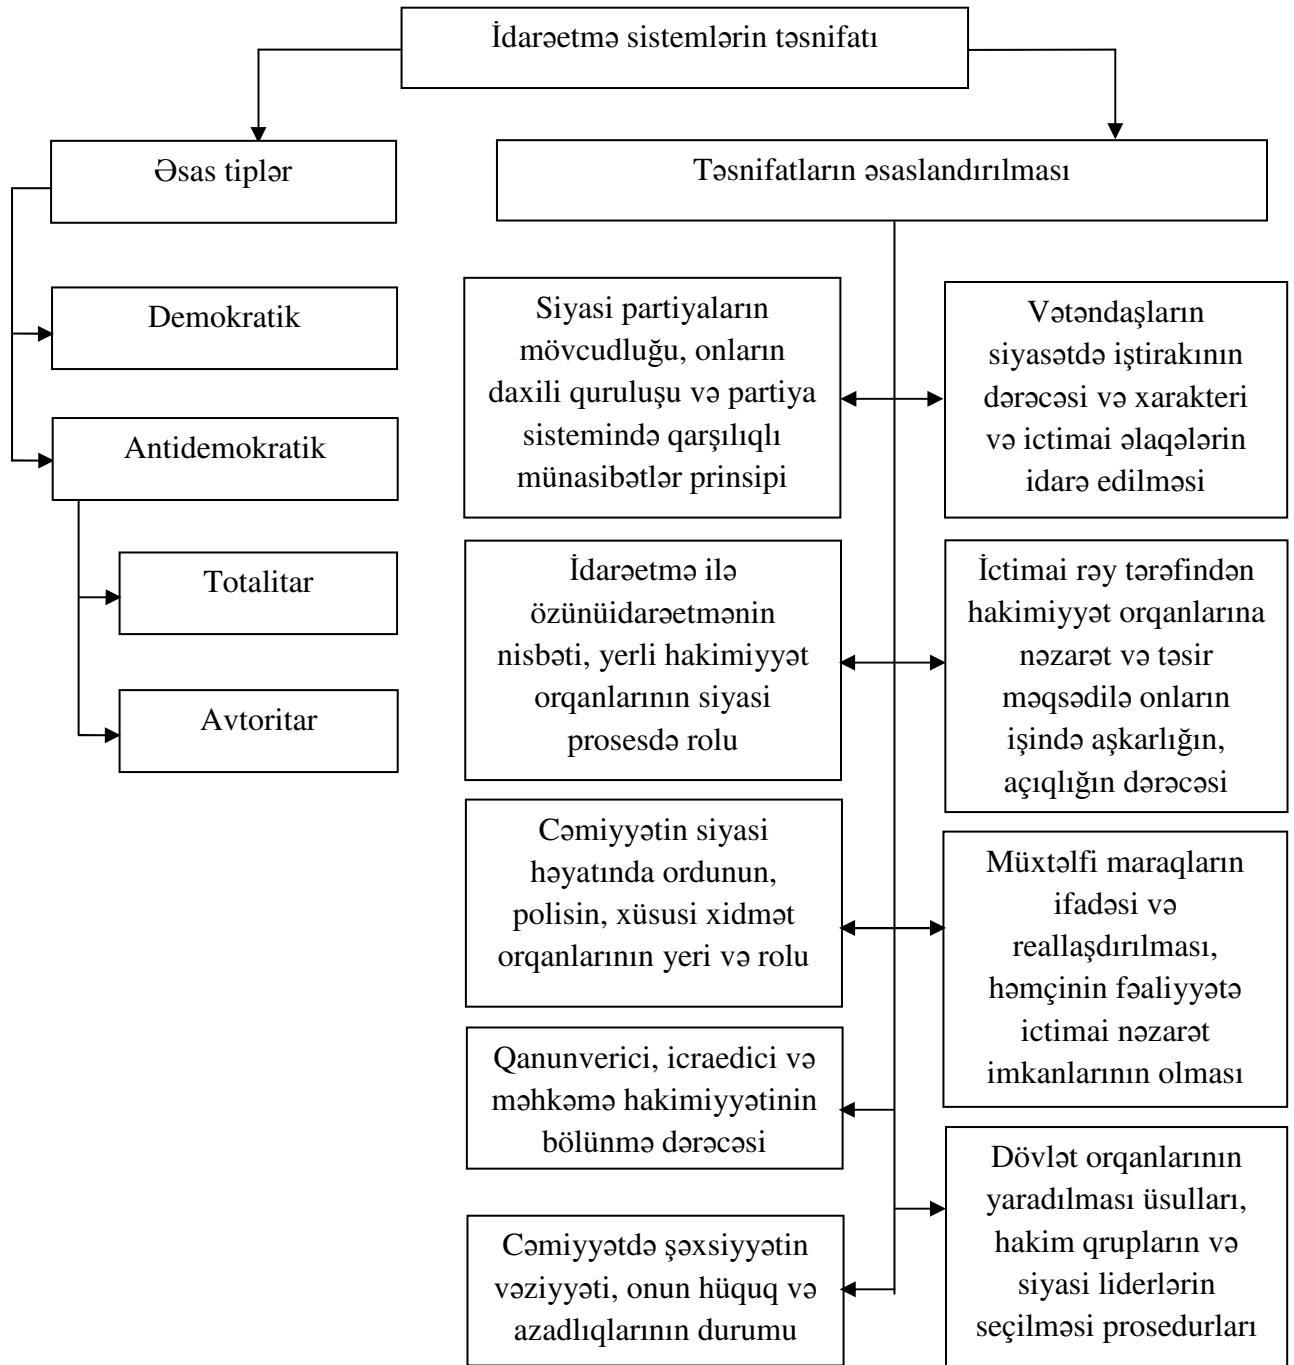 İdarəetmə sistemlərin təsnifatı
Əsas tiplər
Təsnifatların əsaslandırılması
Demokratik
Antidemokratik
Totalitar
Avtoritar
Siyasi partiyaların
mövcudluğu, onların
daxili quruluşu və partiya
sistemində qarşılıqlı
münasibətlər prinsipi
Vətəndaşların
siyasətdə iştirakının
dərəcəsi və xarakteri
və ictimai əlaqələrin
idarə edilməsi
İdarəetmə ilə
özünüidarəetmənin
nisbəti, yerli hakimiyyət
orqanlarının siyasi
prosesdə rolu
İctimai rəy tərəfindən
hakimiyyət orqanlarına
nəzarət və təsir
məqsədilə onların
işində aşkarlığın,
açıqlığın dərəcəsi
Cəmiyyətin siyasi
həyatında ordunun,
polisin, xüsusi xidmət
orqanlarının yeri və rolu
Müxtəlfi maraqların
ifadəsi və
reallaşdırılması,
həmçinin fəaliyyətə
ictimai nəzarət
imkanlarının olması
Qanunverici, icraedici və
məhkəmə hakimiyyətinin
bölünmə dərəcəsi
Dövlət orqanlarının
yaradılması üsulları,
hakim qrupların və
siyasi liderlərin
seçilməsi prosedurları
Cəmiyyətdə şəxsiyyətin
vəziyyəti, onun hüquq və
azadlıqlarının durumu